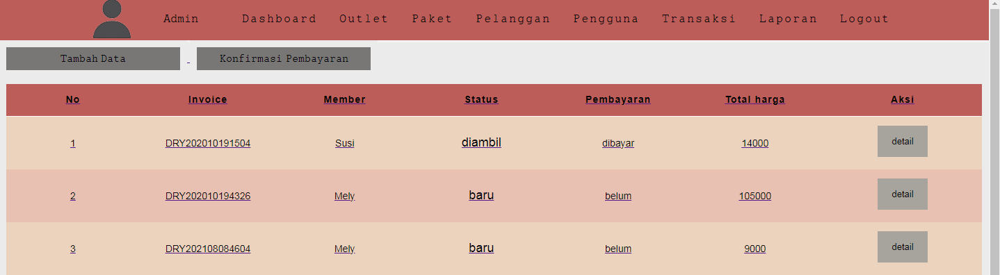 Admin Dashboard Outlet Paket Pelanggan Pengguna Transaksi Laporan Logout
Tambah Data Konfirmasi Pembayaran
No Invoice Member Status Pembayaran Total harga Aksi
1 DRY202010191504 Susi diambil dibayar 14000 detail
2 DRY202010194326 Mely baru belum 105000 detail
3 DRY202108084604 Mely baru belum 9000 detail